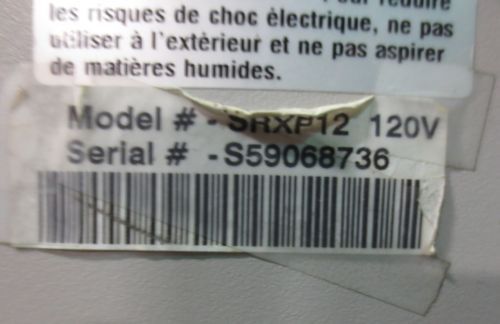 les risques de choc électrique, ne pas
utiliser à l'extérieur et ne pas aspirer
de matières humides.
Model # - SRXP12 120V
Serial # - S59068736